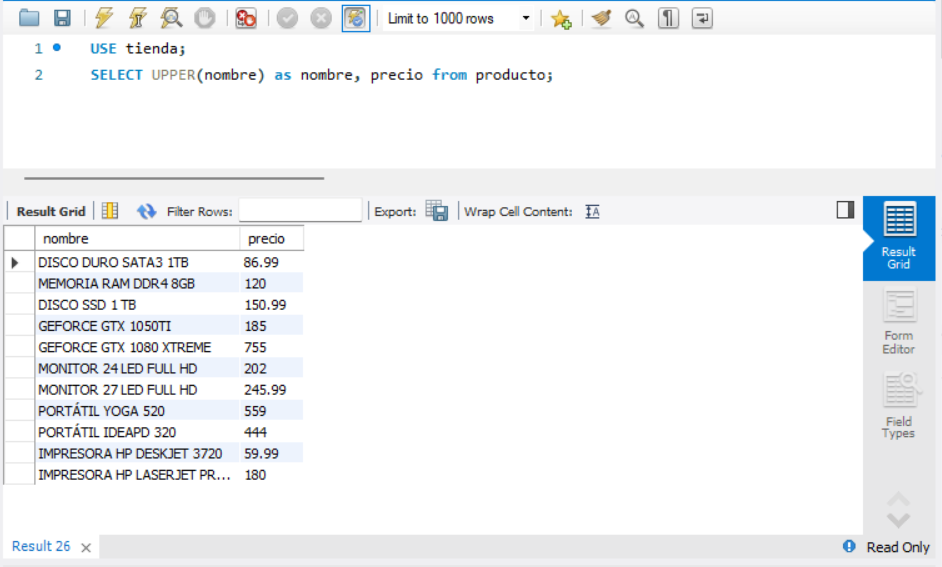 Limit to 1000 rows
1 USE tienda;
2 SELECT UPPER(nombre) as nombre, precio from producto;
Result Grid Filter Rows: Export: Wrap Cell Content: IA
nombre precio
DISCO DURO SATA3 1TB 86.99
MEMORIA RAM DDR4 8GB 120
DISCO SSD 1 TB 150.99
GEFORCE GTX 1050TI 185
GEFORCE GTX 1080 XTREME 755
MONITOR 24 LED FULL HD 202
MONITOR 27 LED FULL HD 245.99
PORTÁTIL YOGA 520 559
PORTÁTIL IDEAPD 320 444
IMPRESORA HP DESKJET 3720 59.99
IMPRESORA HP LASERJET PR... 180
Result
Grid
Form
Editor
Field
Types
Result 26
Read Only